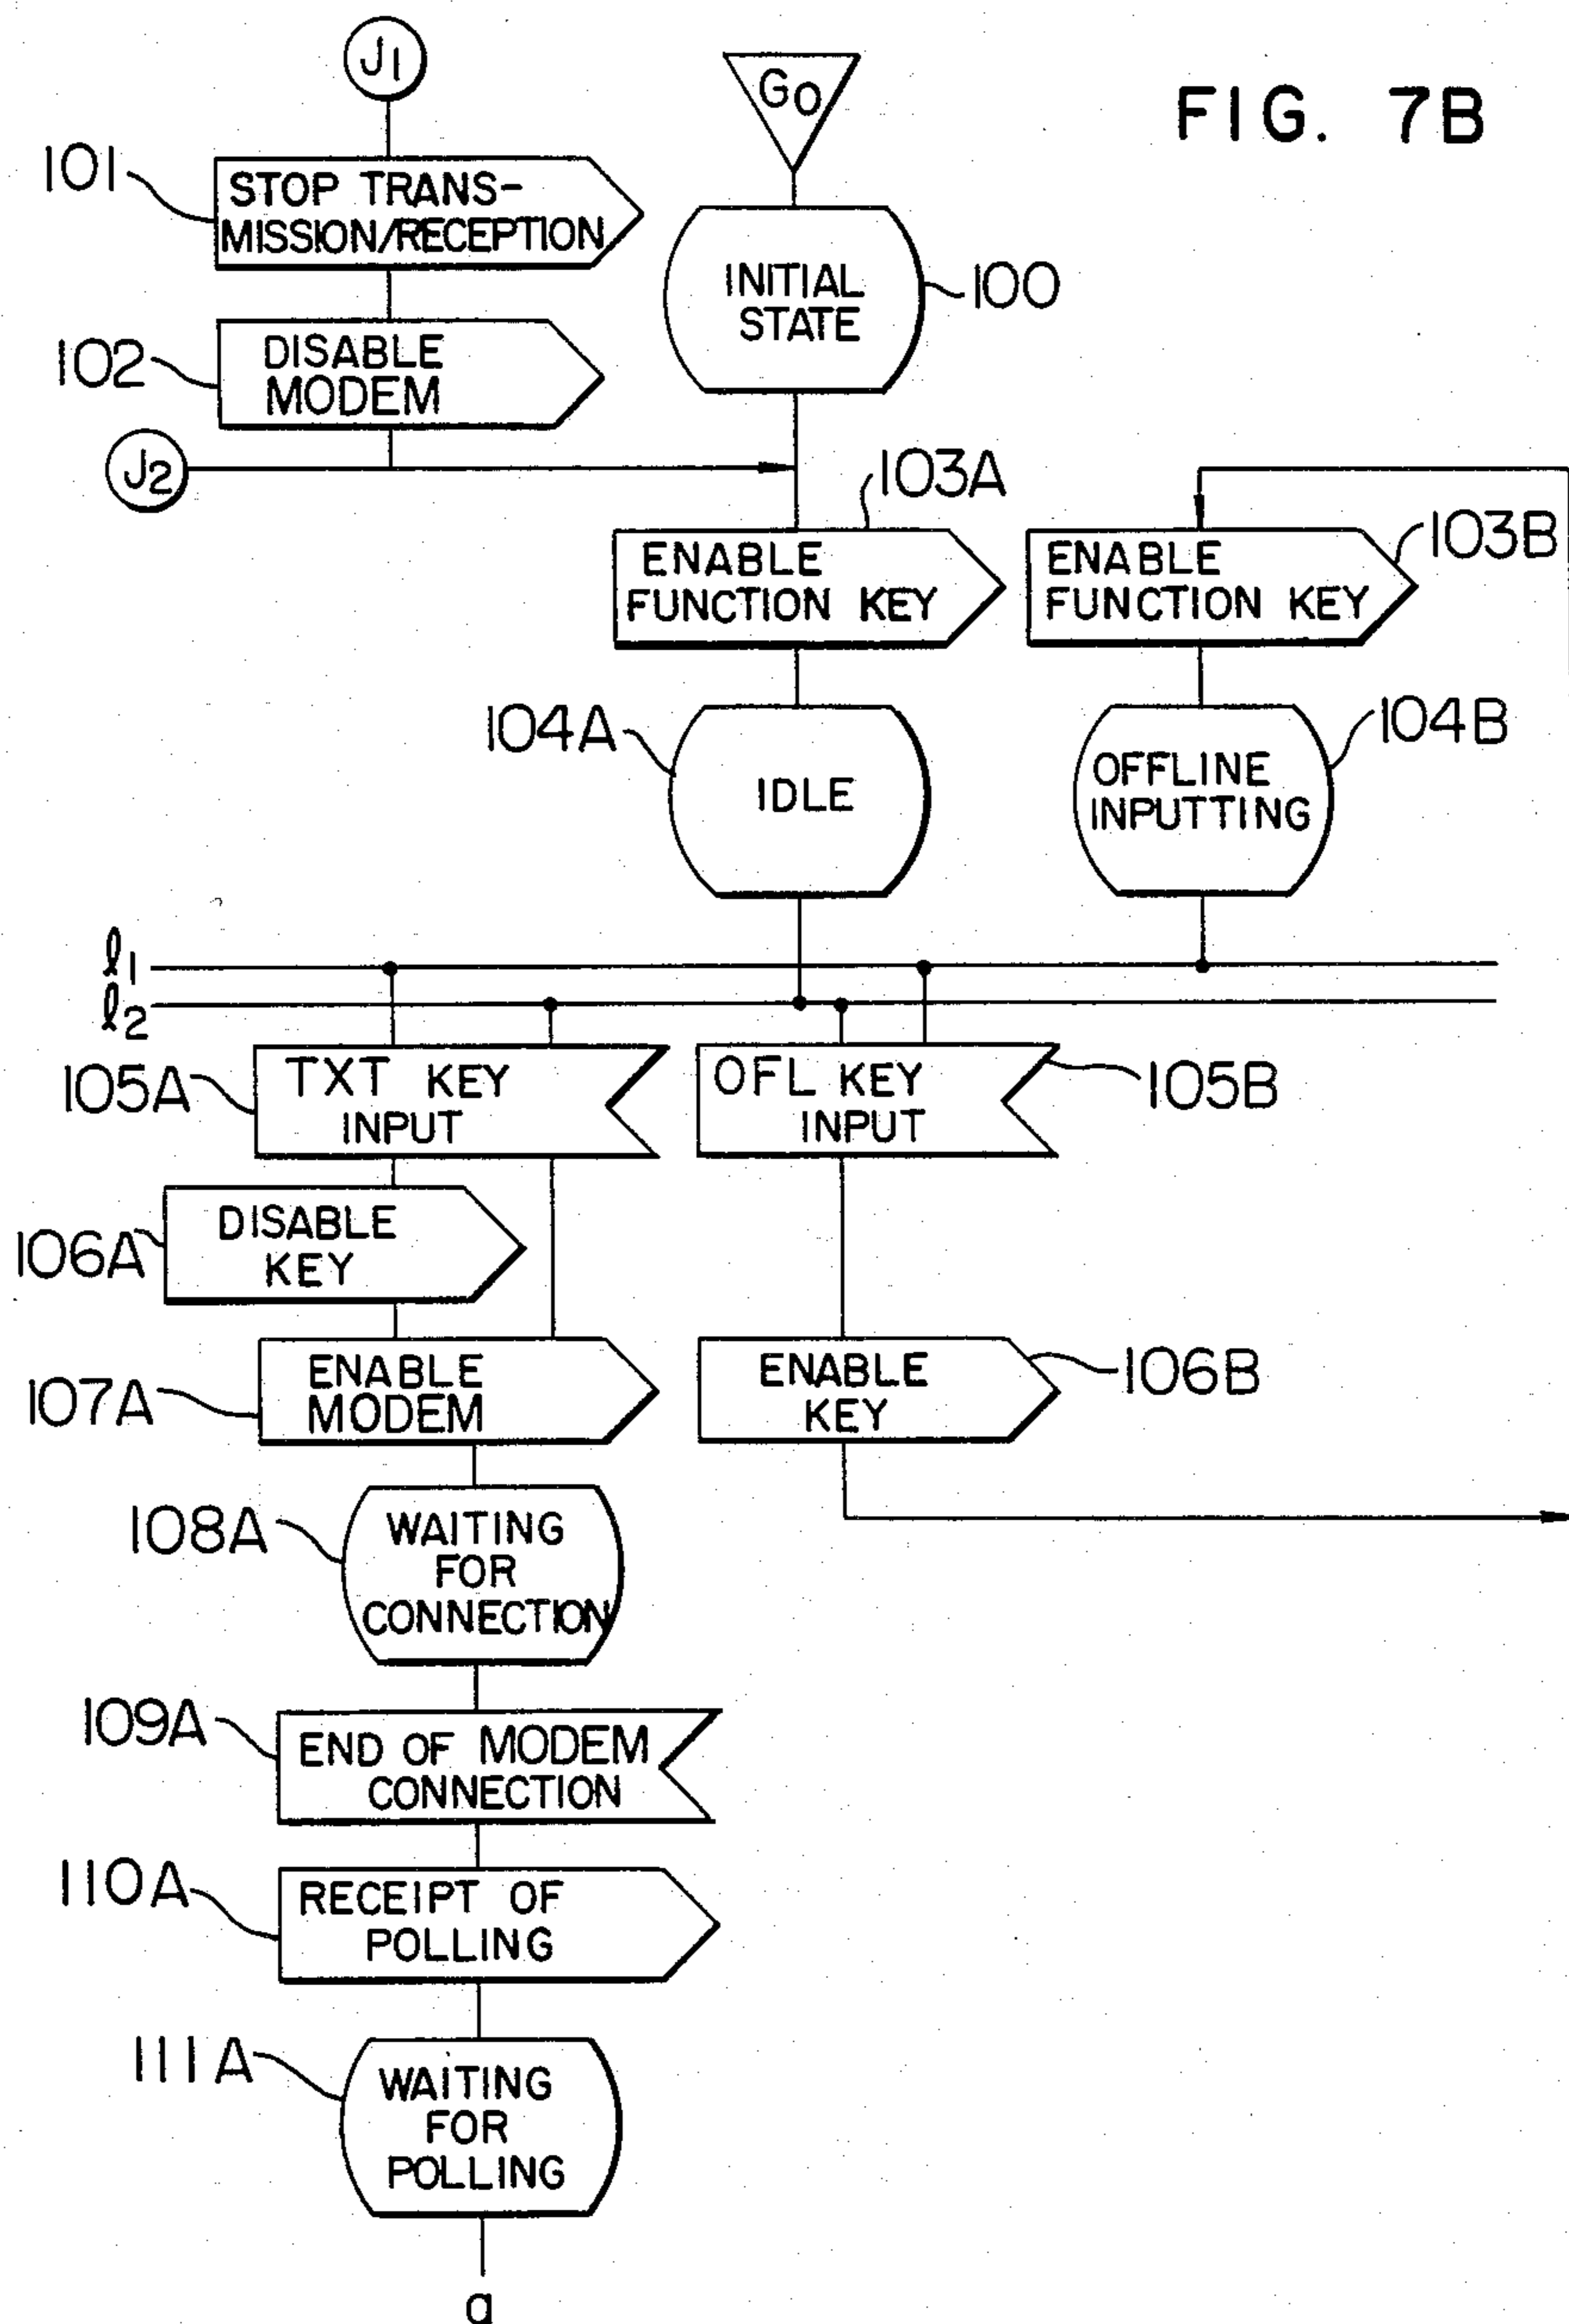 J1
G0
FIG. 7B
101
STOP TRANS-
MISSION/RECEPTION
INITIAL
STATE
100
102
DISABLE
MODEM
J2
103A
ENABLE
FUNCTION KEY
103B
ENABLE
FUNCTION KEY
104A
IDLE
104B
OFFLINE
INPUTTING
ℓ1
ℓ2
105A
TXT KEY
INPUT
OFL KEY
INPUT
105B
106A
DISABLE
KEY
107A
ENABLE
MODEM
ENABLE
KEY
106B
108A
WAITING
FOR
CONNECTION
109A
END OF MODEM
CONNECTION
110A
RECEIPT OF
POLLING
111A
WAITING
FOR
POLLING
a